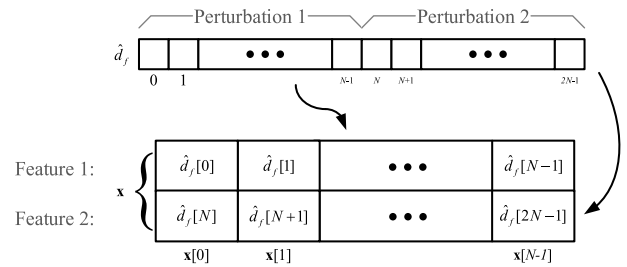 Perturbation 1 Perturbation 2
d̂_f ••• •••
0 1 N-1 N N+1 2N-1
Feature 1: d̂_f[0] d̂_f[1] ••• d̂_f[N−1]
x {
Feature 2: d̂_f[N] d̂_f[N+1] ••• d̂_f[2N−1]
x[0] x[1] x[N-1]